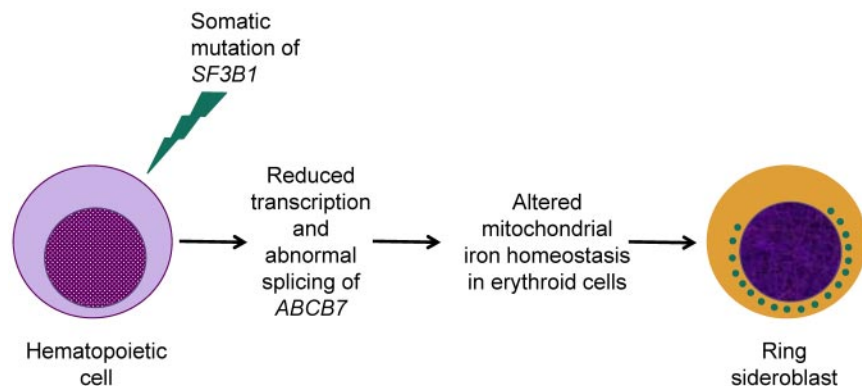 Somatic
mutation of
SF3B1
Reduced
transcription
and
abnormal
splicing of
ABCB7
Altered
mitochondrial
iron homeostasis
in erythroid cells
Hematopoietic
cell
Ring
sideroblast